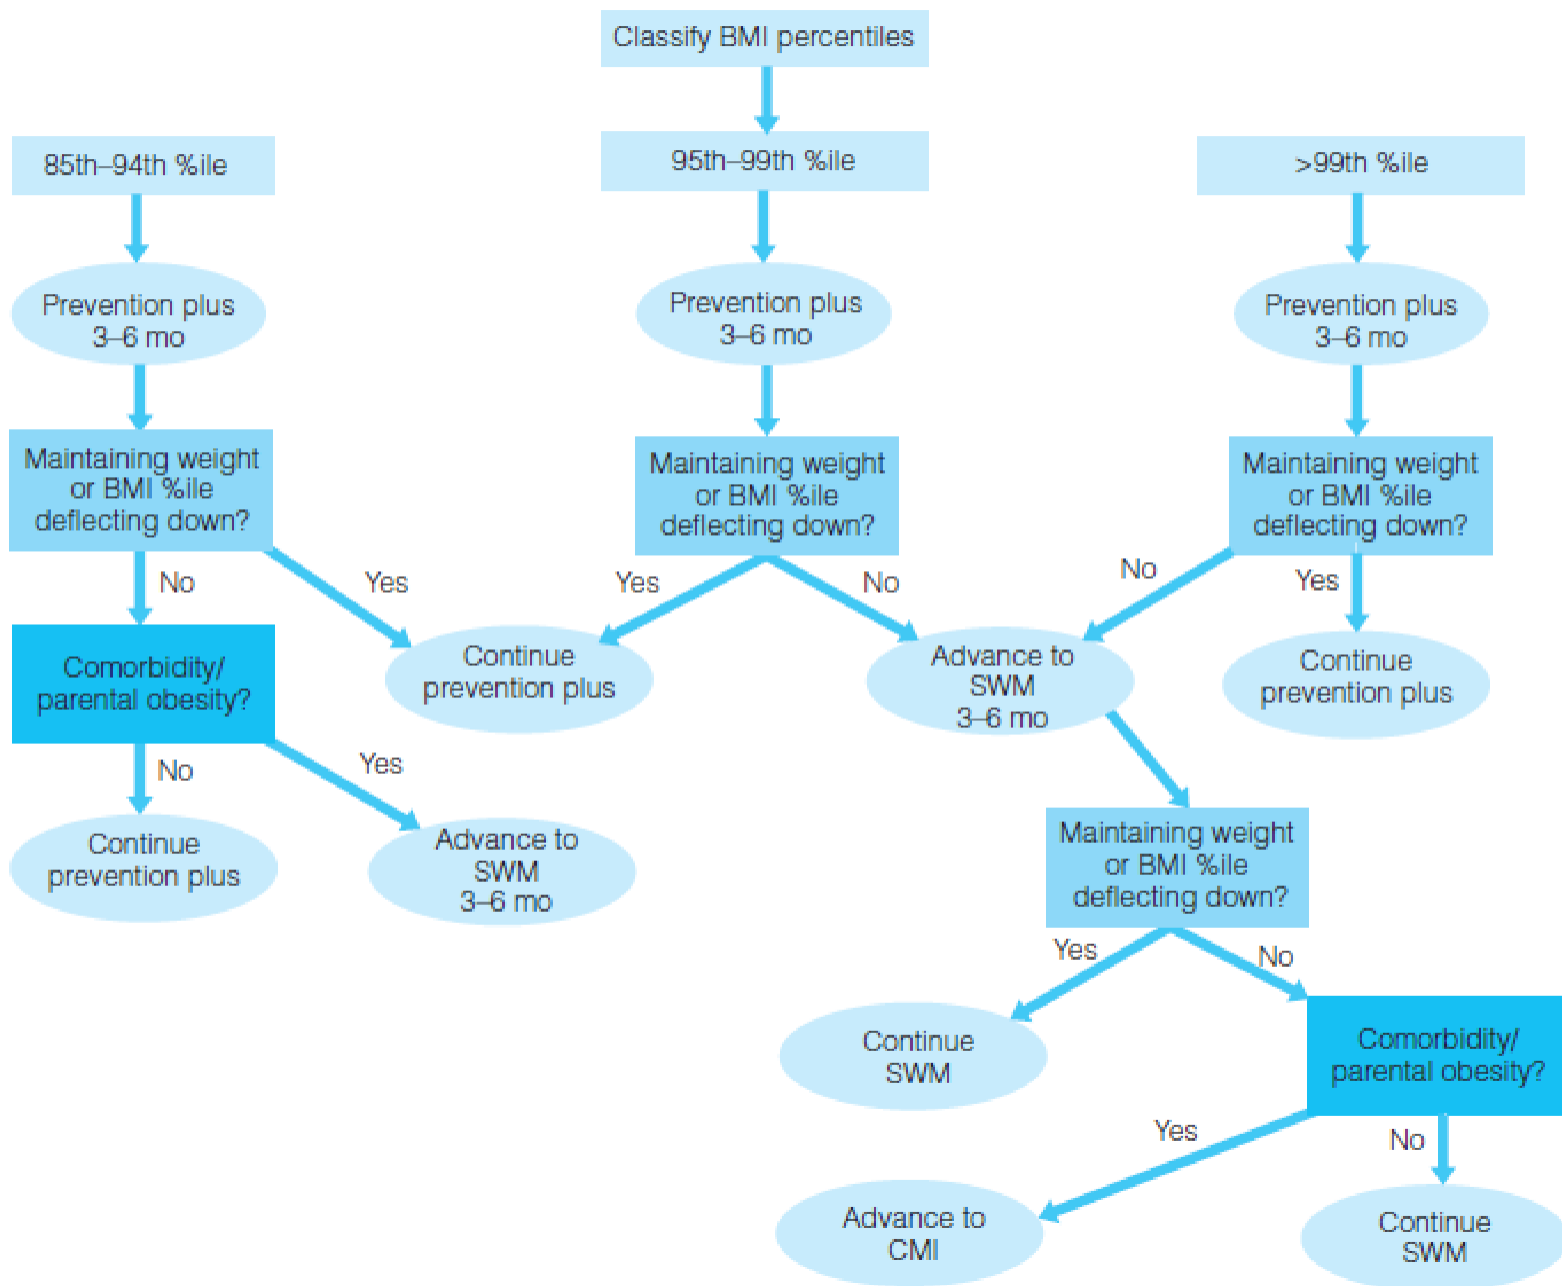 Classify BMI percentiles
85th–94th %ile
95th–99th %ile
>99th %ile
Prevention plus
3–6 mo
Prevention plus
3–6 mo
Prevention plus
3–6 mo
Maintaining weight
or BMI %ile
deflecting down?
Maintaining weight
or BMI %ile
deflecting down?
Maintaining weight
or BMI %ile
deflecting down?
No
Yes
Yes
No
No
Yes
Comorbidity/
parental obesity?
Continue
prevention plus
Advance to
SWM
3–6 mo
Continue
prevention plus
No
Yes
Continue
prevention plus
Advance to
SWM
3–6 mo
Maintaining weight
or BMI %ile
deflecting down?
Yes
No
Continue
SWM
Comorbidity/
parental obesity?
Yes
No
Advance to
CMI
Continue
SWM